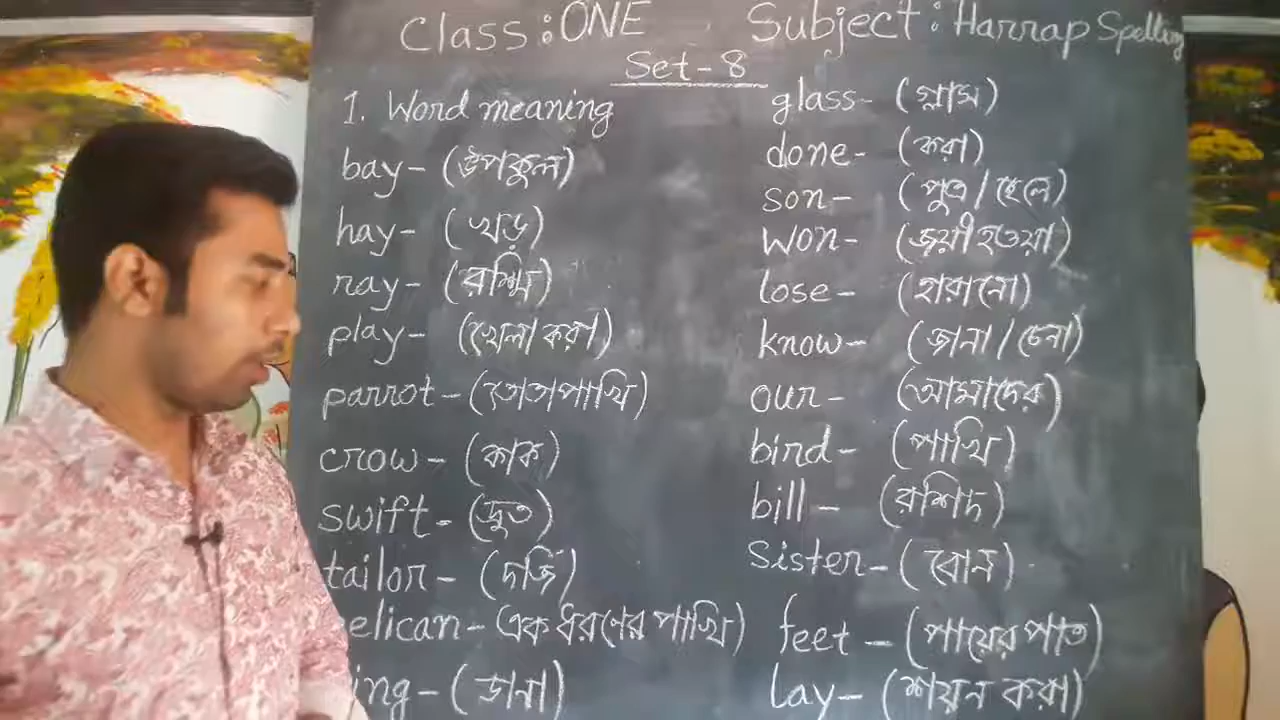 Class: ONE Subject: Harrap Spelling
Set-8
1. Word meaning
bay- (উপকুল)
hay- (খড়)
ray- (রশ্মি)
play- (খেলা করা)
parrot- (তোতাপাখি)
crow- (কাক)
swift- (দ্রুত)
tailor- (দর্জি)
elican- এক ধরণের পাখি)
ing- (ডানা)
glass- (গ্লাস)
done- (করা)
son- (পুত্র/ছেলে)
won- (জয়ী হওয়া)
lose- (হারানো)
know- (জানা/চেনা)
our- (আমাদের)
bird- (পাখি)
bill- (রশিদ)
Sister- (বোন)
feet- (পায়ের পাত)
lay- (শয়ন করা)